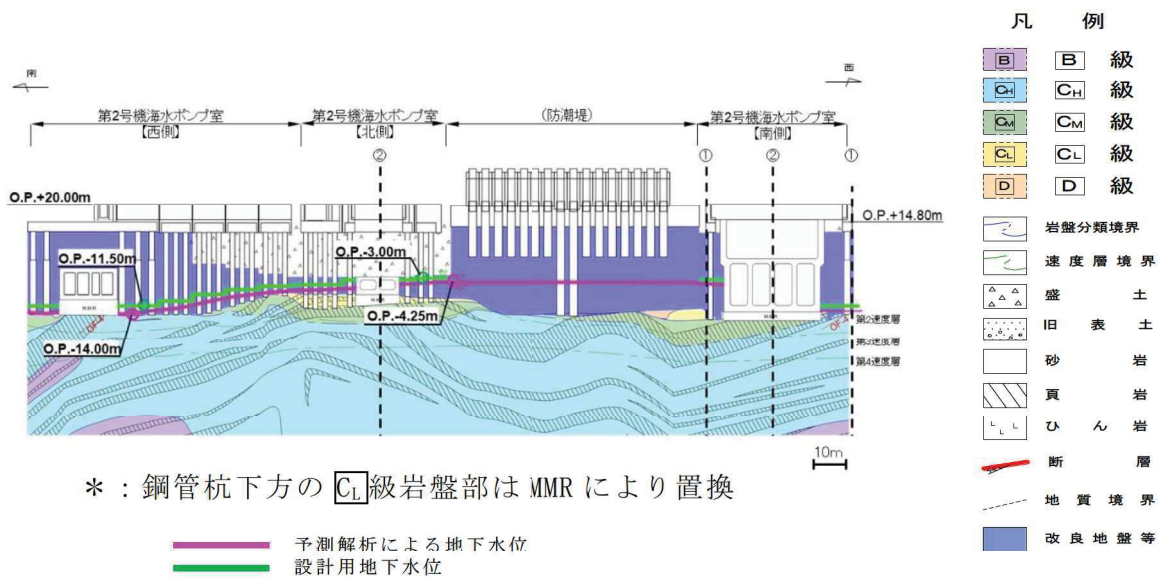 南
西
第2号機海水ポンプ室
【西側】
第2号機海水ポンプ室
【北側】
(防潮堤)
第2号機海水ポンプ室
【南側】
②
①
②
①
O.P.+20.00m
O.P.+14.80m
O.P.-11.50m
O.P.-3.00m
O.P.-4.25m
O.P.-14.00m
第2速度層
第3速度層
第4速度層
10m
*:鋼管杭下方の CL 級岩盤部は MMR により置換
予測解析による地下水位
設計用地下水位
凡 例
B B 級
CH CH 級
CM CM 級
CL CL 級
D D 級
岩盤分類境界
速度層境界
盛土
旧表土
砂岩
頁岩
ひん岩
断層
地質境界
改良地盤等